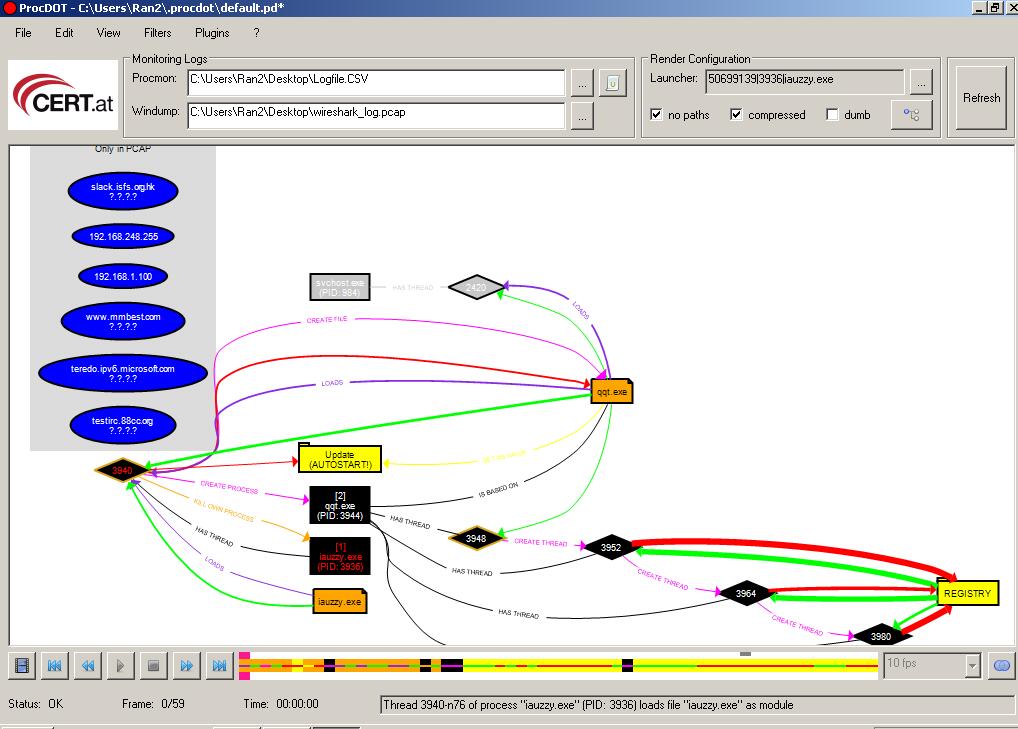 ProcDOT - C:\Users\Ran2\.procdot\default.pd*
File Edit View Filters Plugins ?
CERT.at
Monitoring Logs
Procmon: C:\Users\Ran2\Desktop\Logfile.CSV ...
Windump: C:\Users\Ran2\Desktop\wireshark_log.pcap ...
Render Configuration
Launcher: 50699139|3936|iauzzy.exe ...
no paths compressed dumb
Refresh
Only in PCAP
slack.isfs.org.hk
?.?.?.?
192.168.248.255
192.168.1.100
www.mmbest.com
?.?.?.?
teredo.ipv6.microsoft.com
?.?.?.?
testirc.88cc.org
?.?.?.?
svchost.exe
(PID: 984)
HAS THREAD
2420
LOADS
CREATE FILE
LOADS
qqt.exe
Update
(AUTOSTART!)
SETS VALUE
3940
CREATE PROCESS
[2]
qqt.exe
(PID: 3944)
IS BASED ON
KILL OWN PROCESS
HAS THREAD
HAS THREAD
3948
CREATE THREAD
3952
[1]
iauzzy.exe
(PID: 3936)
LOADS
HAS THREAD
CREATE THREAD
iauzzy.exe
HAS THREAD
3964
REGISTRY
CREATE THREAD
3980
10 fps
Status: OK Frame: 0/59 Time: 00:00:00 Thread 3940-n76 of process "iauzzy.exe" (PID: 3936) loads file "iauzzy.exe" as module